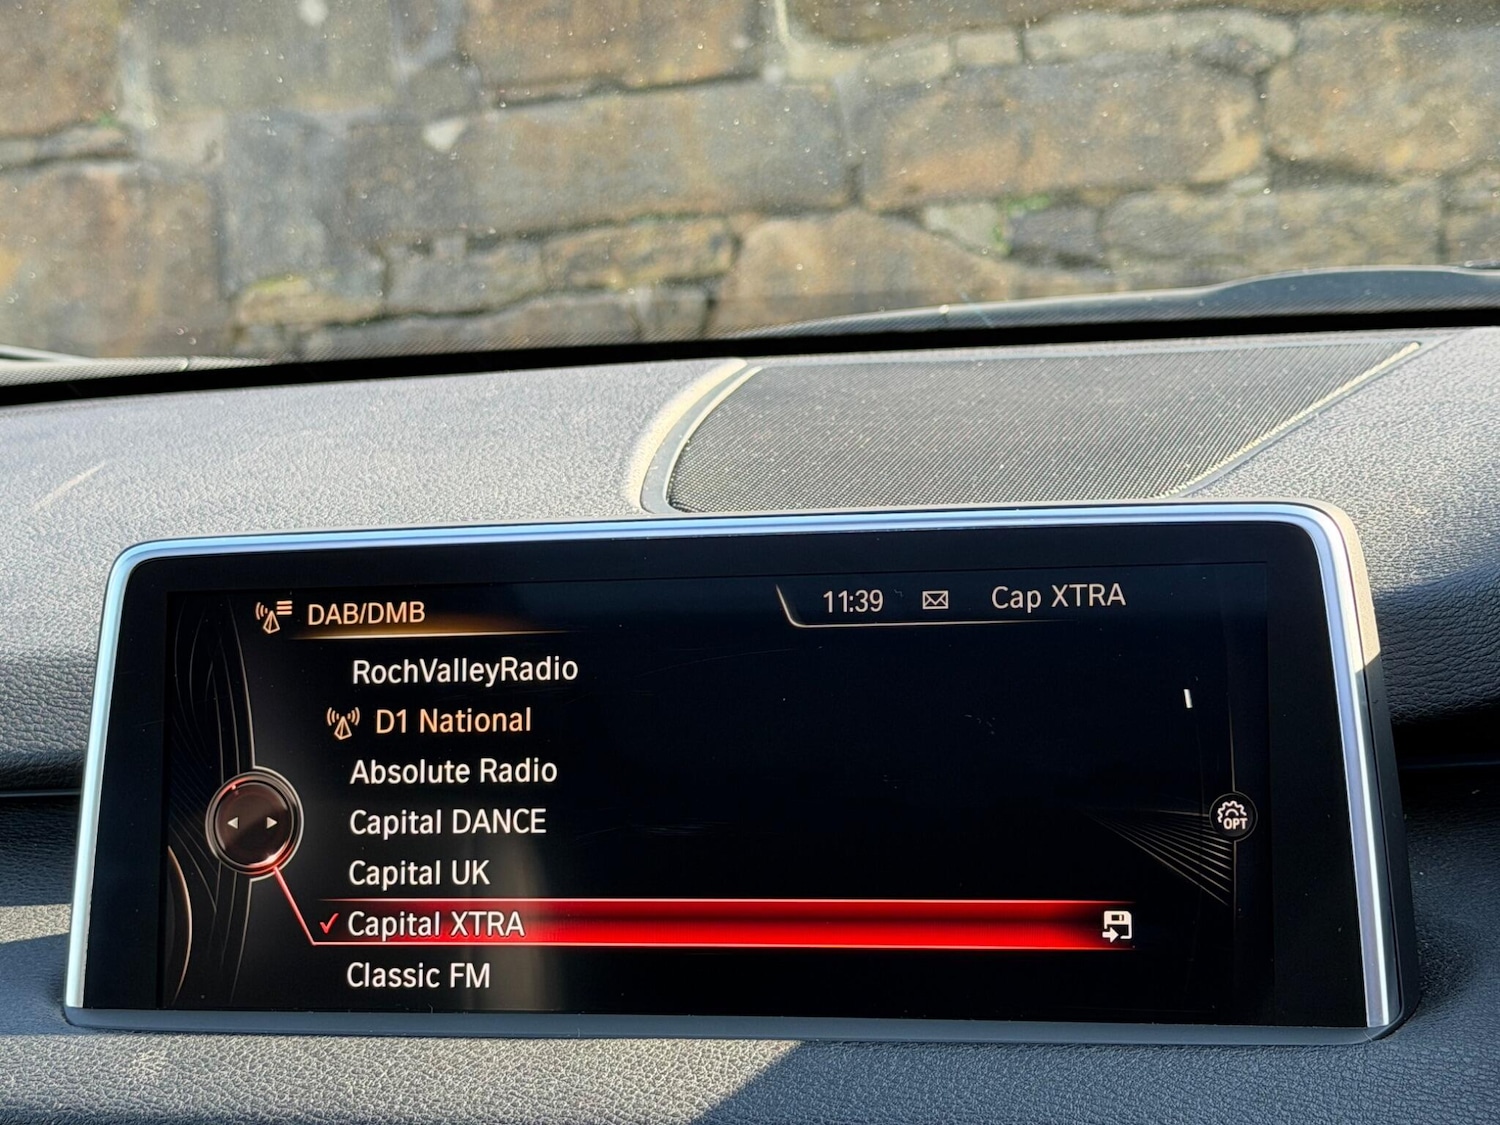 DAB/DMB
11:39 Cap XTRA
RochValleyRadio
D1 National
Absolute Radio
Capital DANCE
Capital UK
OPT
Capital XTRA
Classic FM